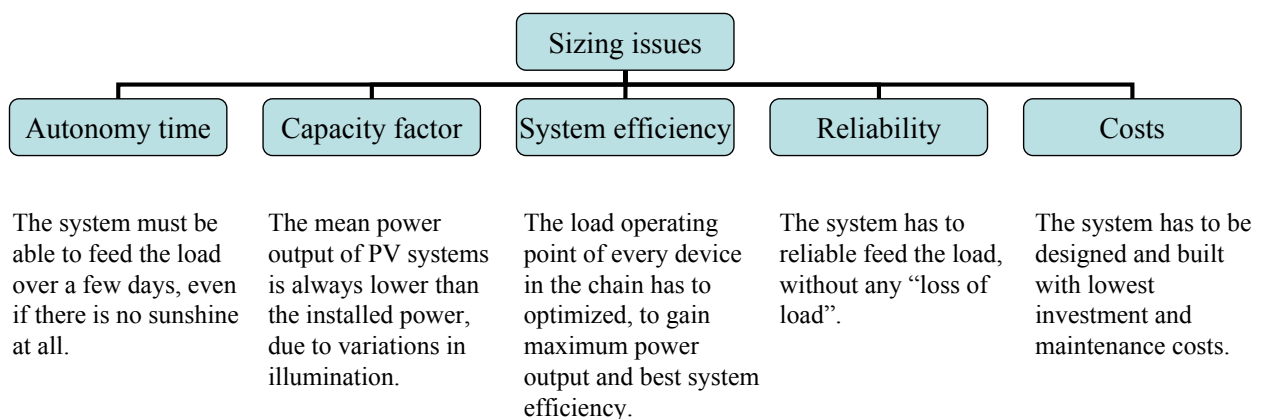 Sizing issues
Autonomy time
Capacity factor
System efficiency
Reliability
Costs
The system must be
able to feed the load
over a few days, even
if there is no sunshine
at all.
The mean power
output of PV systems
is always lower than
the installed power,
due to variations in
illumination.
The load operating
point of every device
in the chain has to
optimized, to gain
maximum power
output and best system
efficiency.
The system has to
reliable feed the load,
without any “loss of
load”.
The system has to be
designed and built
with lowest
investment and
maintenance costs.